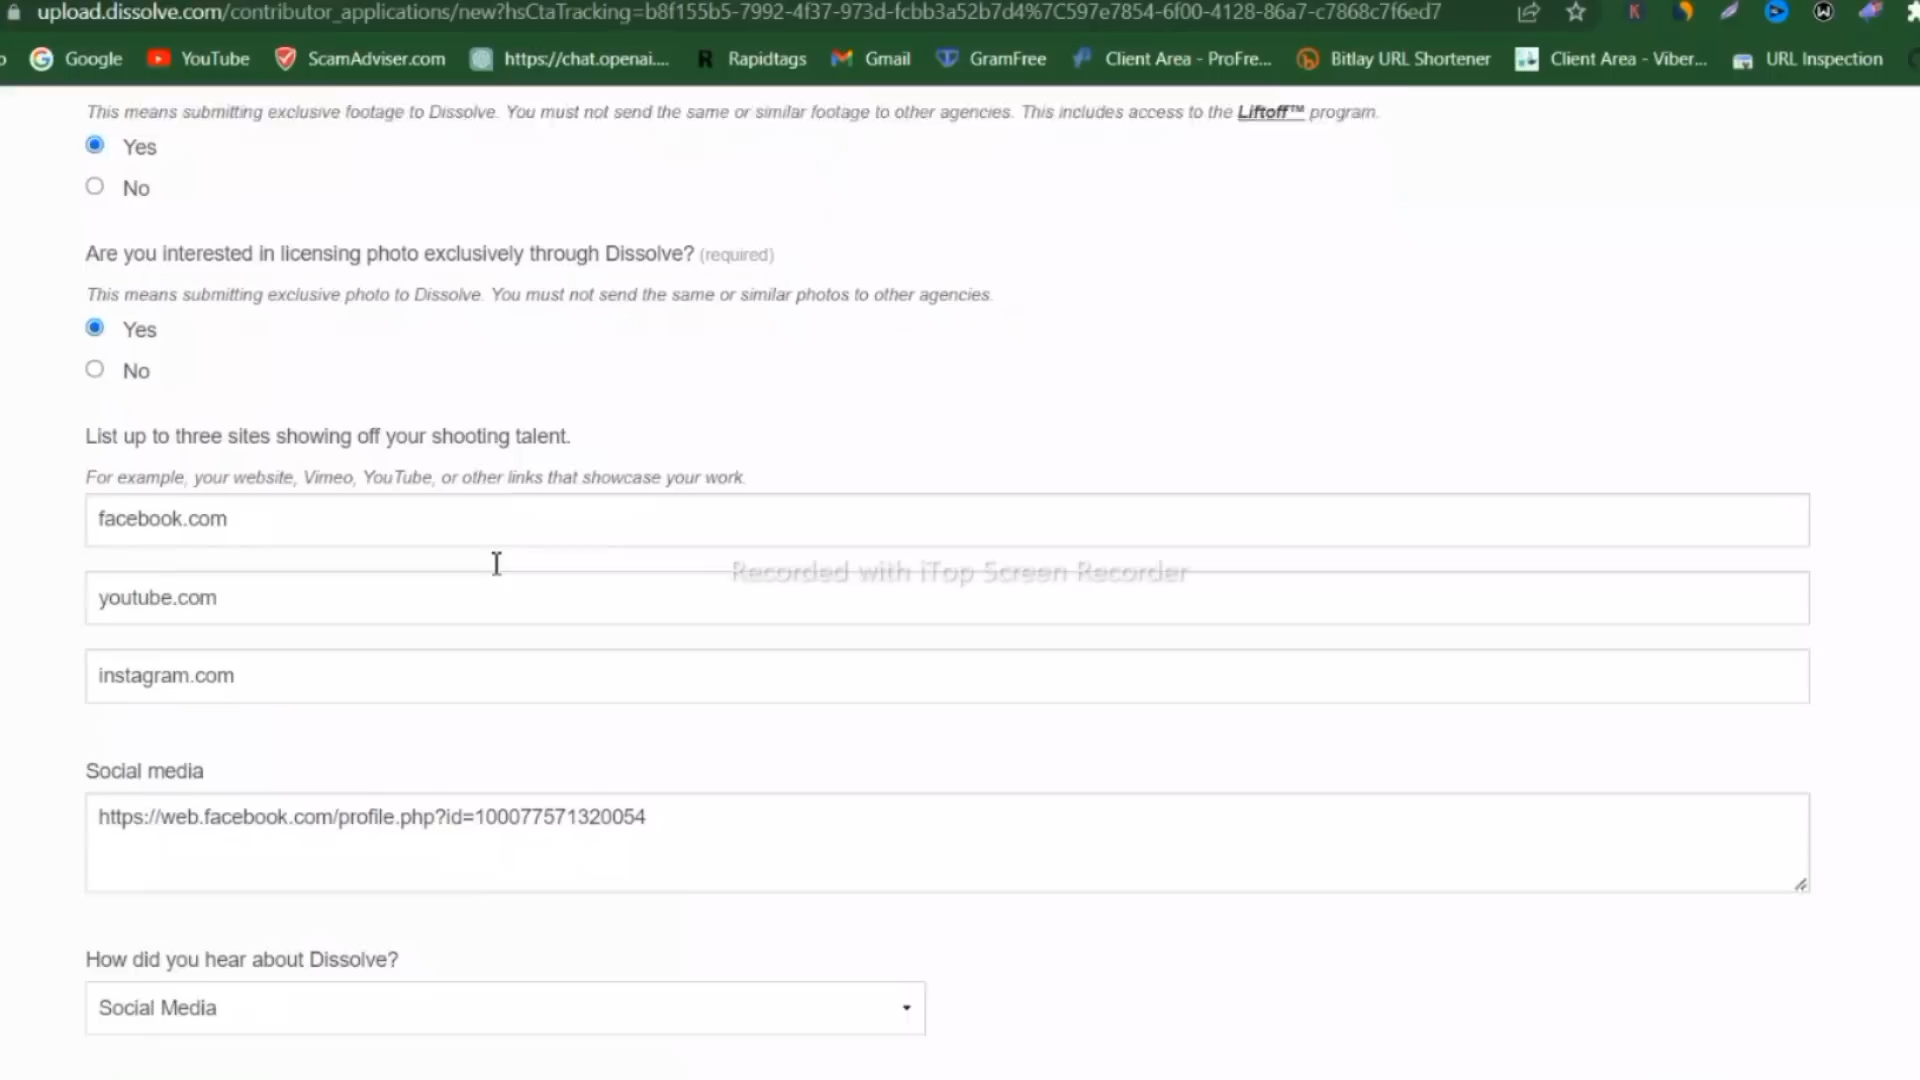 upload.dissolve.com/contributor_applications/new?hsCtaTracking=b8f155b5-7992-4f37-973d-fcbb3a52b7d4%7C597e7854-6f00-4128-86a7-c7868c7f6ed7
Google YouTube ScamAdviser.com https://chat.openai.... Rapidtags Gmail GramFree Client Area - ProFre... Bitlay URL Shortener Client Area - Viber... URL Inspection
This means submitting exclusive footage to Dissolve. You must not send the same or similar footage to other agencies. This includes access to the Liftoff™ program.
Yes
No
Are you interested in licensing photo exclusively through Dissolve? (required)
This means submitting exclusive photo to Dissolve. You must not send the same or similar photos to other agencies.
Yes
No
List up to three sites showing off your shooting talent.
For example, your website, Vimeo, YouTube, or other links that showcase your work.
facebook.com
Recorded with iTop Screen Recorder
youtube.com
instagram.com
Social media
https://web.facebook.com/profile.php?id=100077571320054
How did you hear about Dissolve?
Social Media